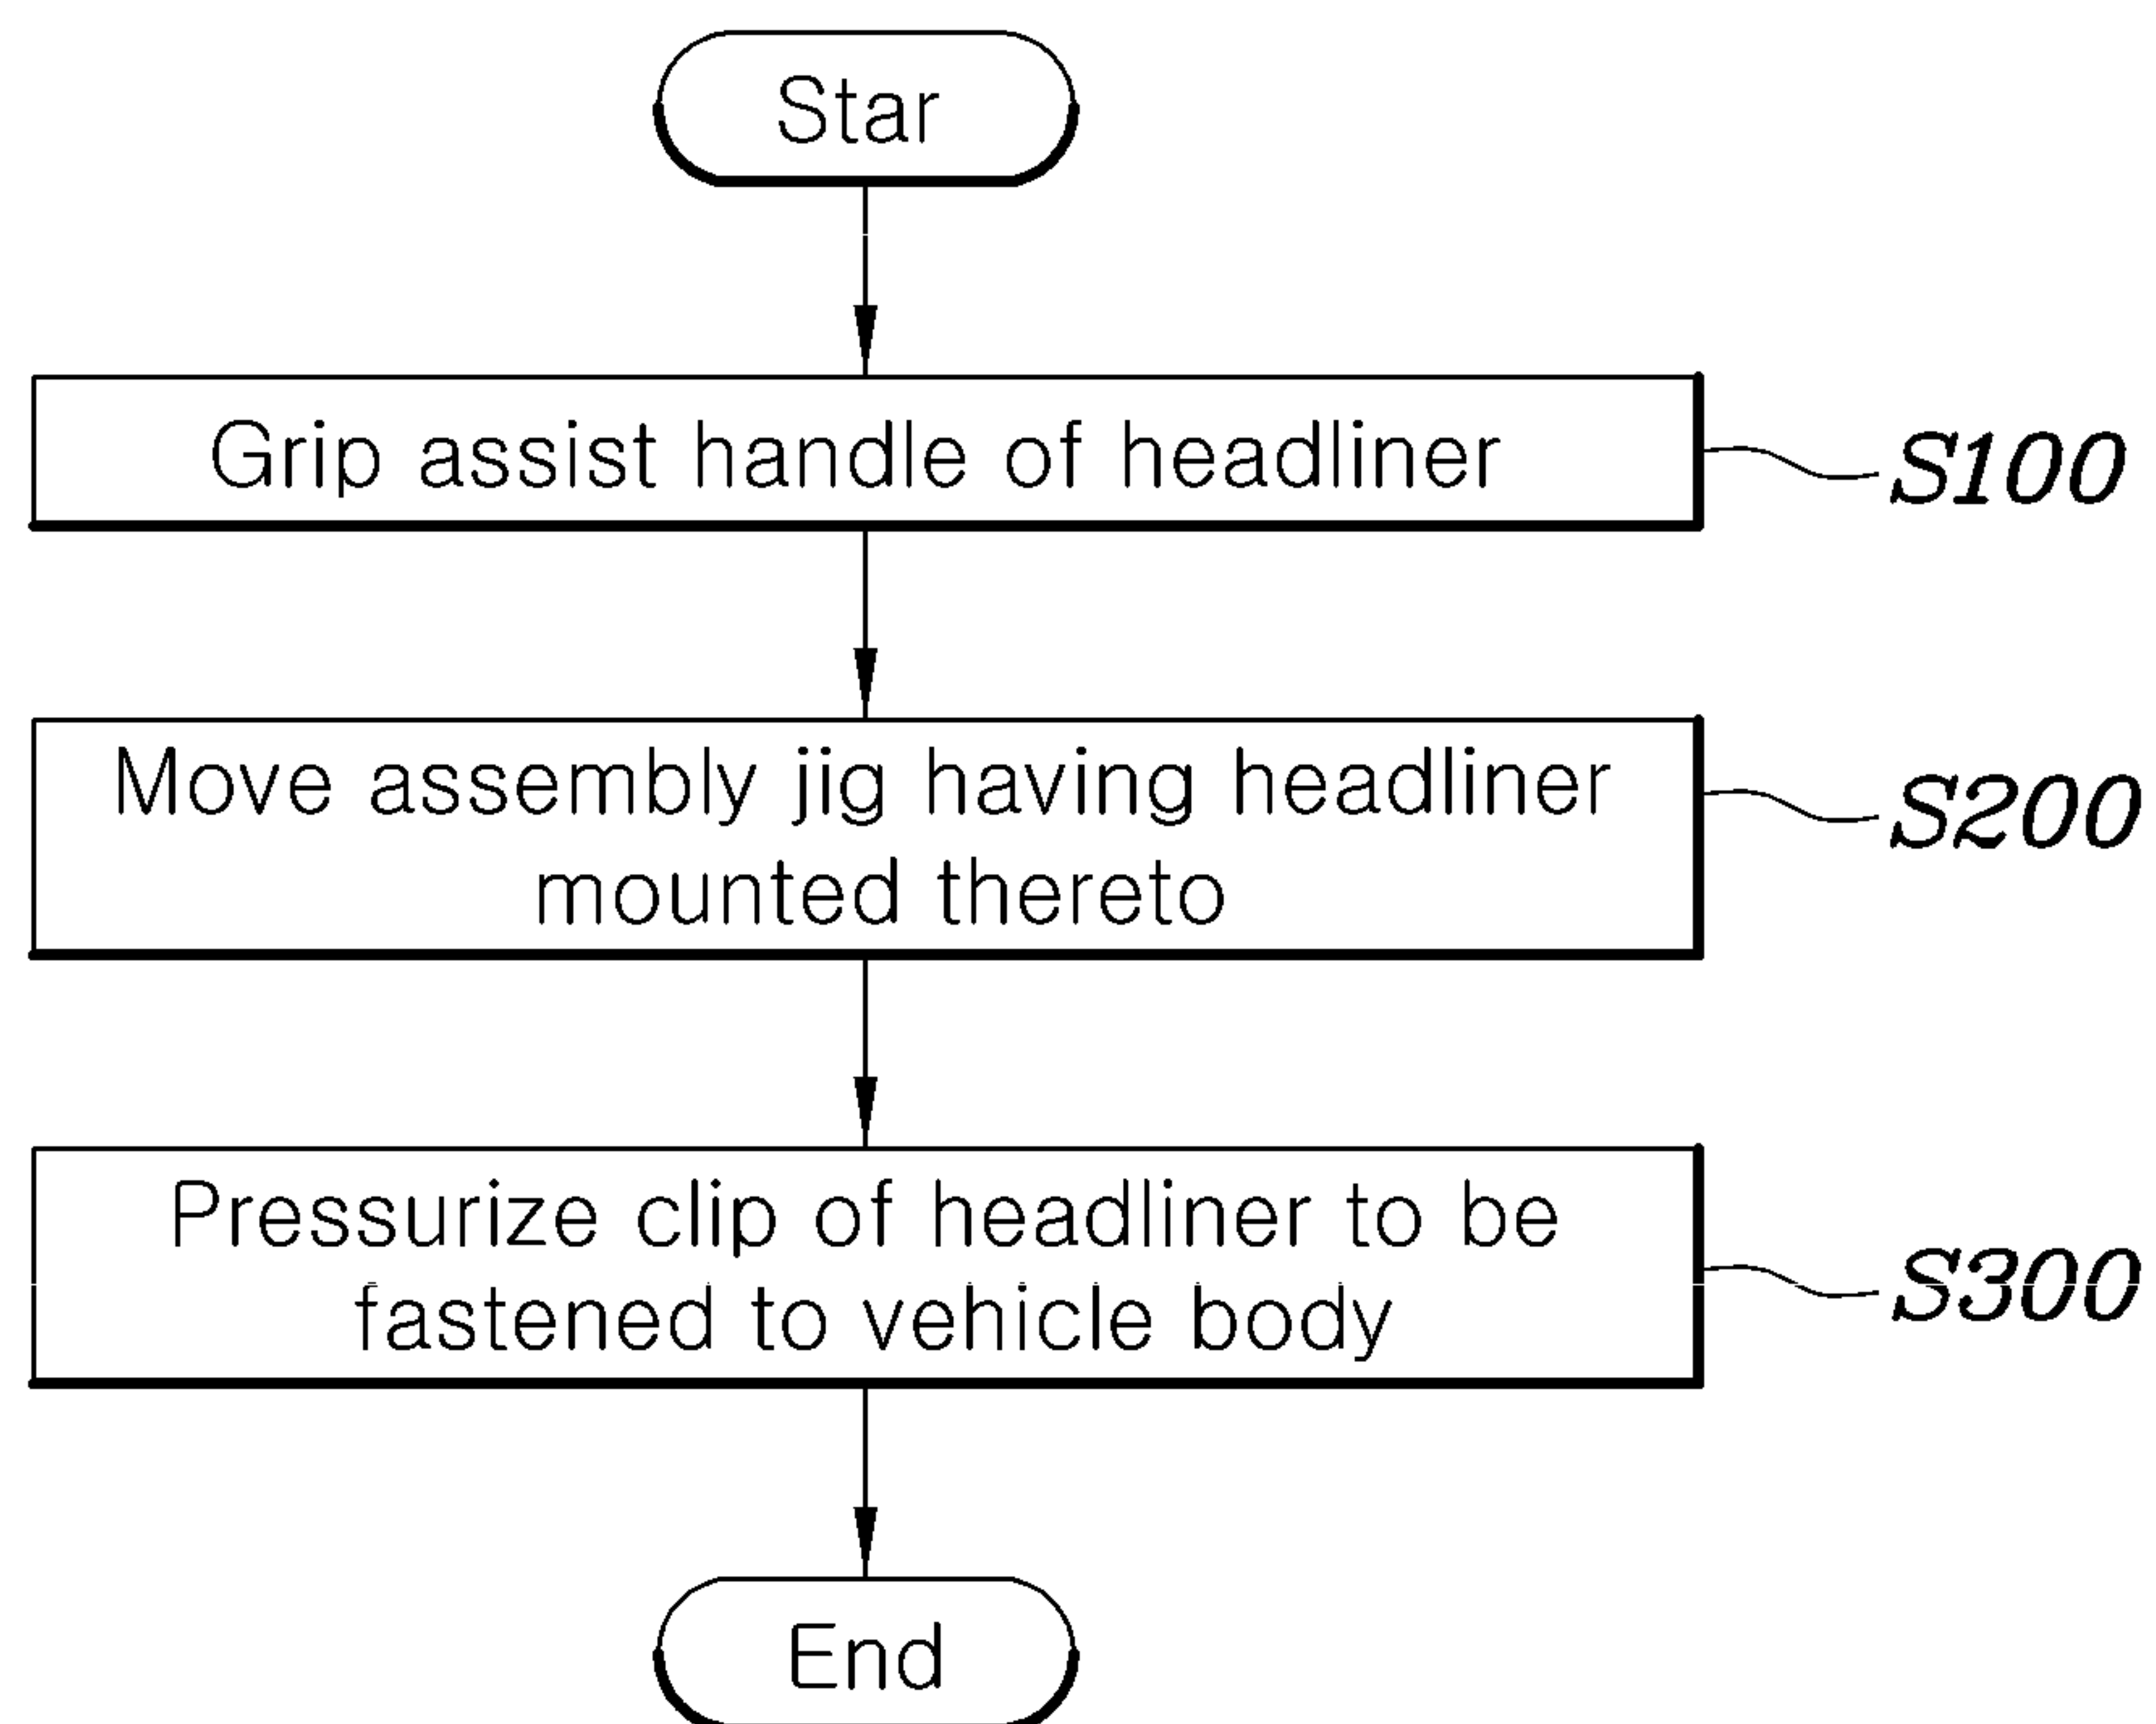 Star
Grip assist handle of headliner
S100
Move assembly jig having headliner
mounted thereto
S200
Pressurize clip of headliner to be
fastened to vehicle body
S300
End